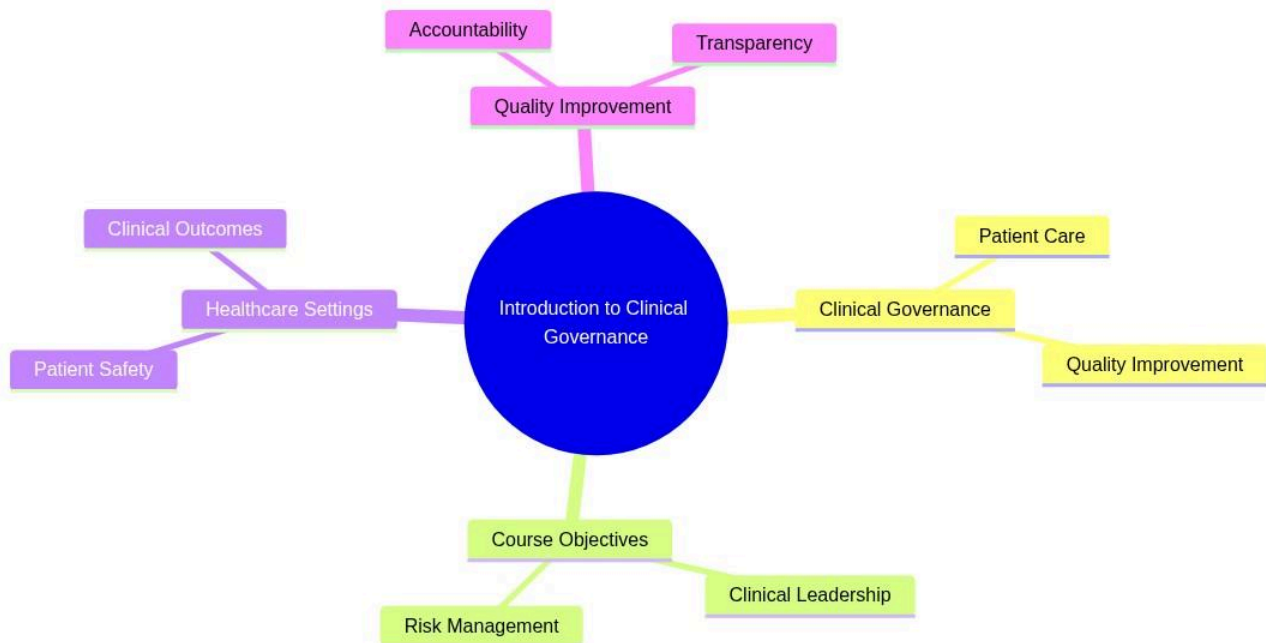 Accountability
Transparency
Quality Improvement
Clinical Outcomes
Patient Care
Healthcare Settings
Introduction to Clinical
Governance
Clinical Governance
Patient Safety
Quality Improvement
Course Objectives
Clinical Leadership
Risk Management